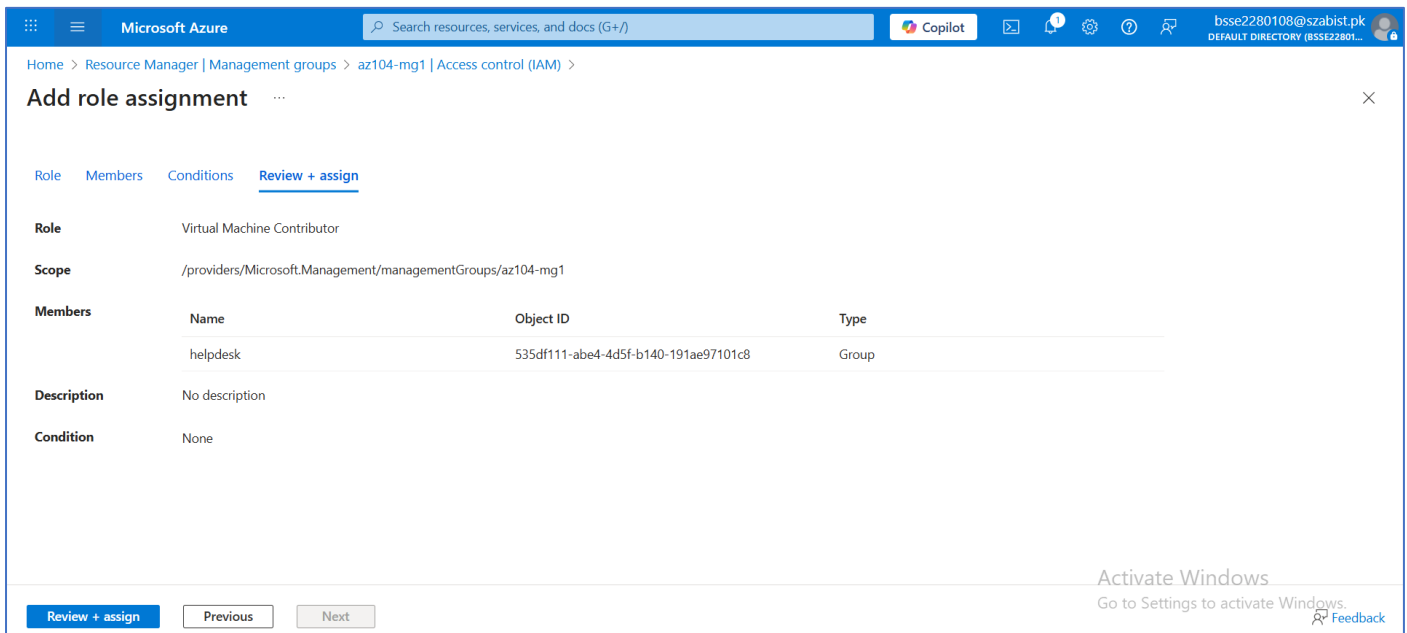 Microsoft Azure
Search resources, services, and docs (G+/)
Copilot
1
bsse2280108@szabist.pk
DEFAULT DIRECTORY (BSSE22801...
Home > Resource Manager | Management groups > az104-mg1 | Access control (IAM) >
Add role assignment ...
Role Members Conditions Review + assign
Role Virtual Machine Contributor
Scope /providers/Microsoft.Management/managementGroups/az104-mg1
Members
Name Object ID Type
helpdesk 535df111-abe4-4d5f-b140-191ae97101c8 Group
Description No description
Condition None
Activate Windows
Go to Settings to activate Windows.
Review + assign Previous Next
Feedback